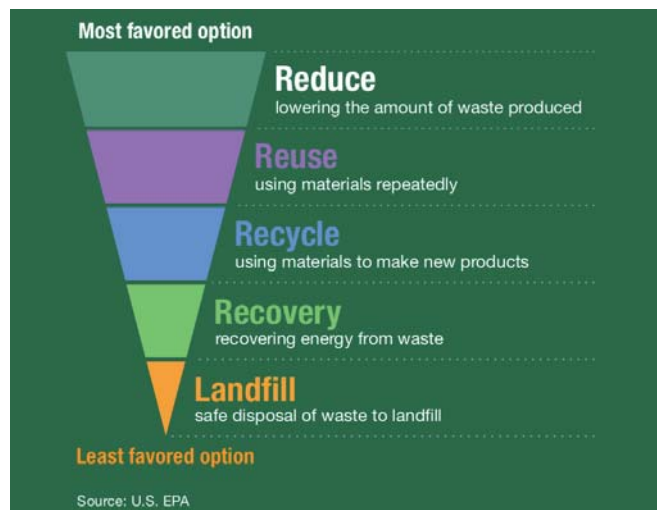 Most favored option
Reduce
lowering the amount of waste produced
Reuse
using materials repeatedly
Recycle
using materials to make new products
Recovery
recovering energy from waste
Landfill
safe disposal of waste to landfill
Least favored option
Source: U.S. EPA